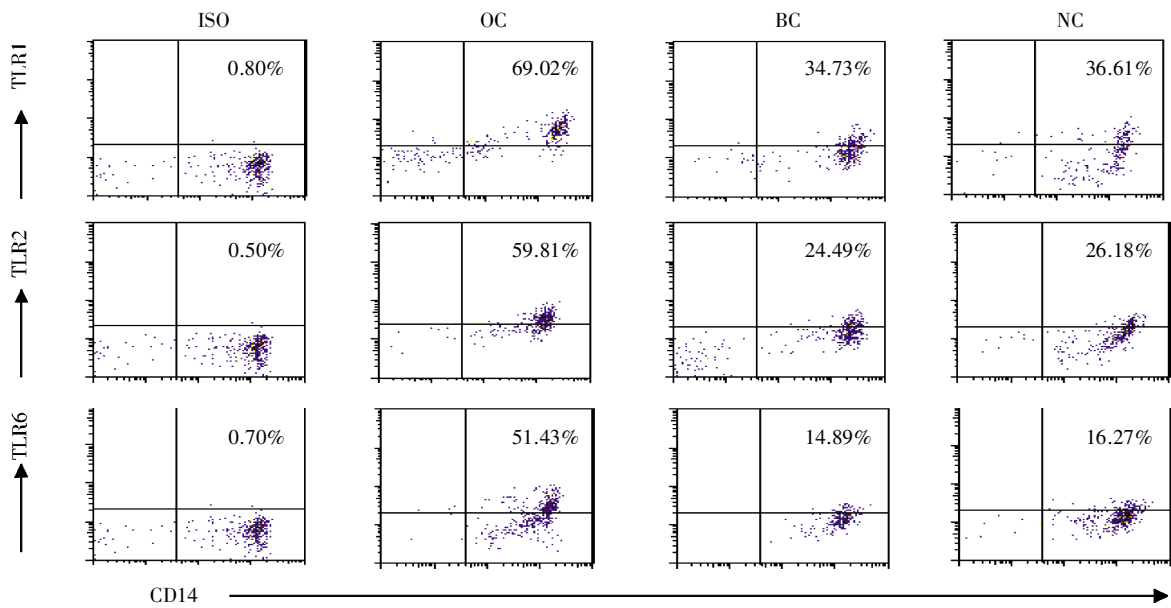 ISO OC BC NC
TLR1 0.80% 69.02% 34.73% 36.61%
TLR2 0.50% 59.81% 24.49% 26.18%
TLR6 0.70% 51.43% 14.89% 16.27%
CD14